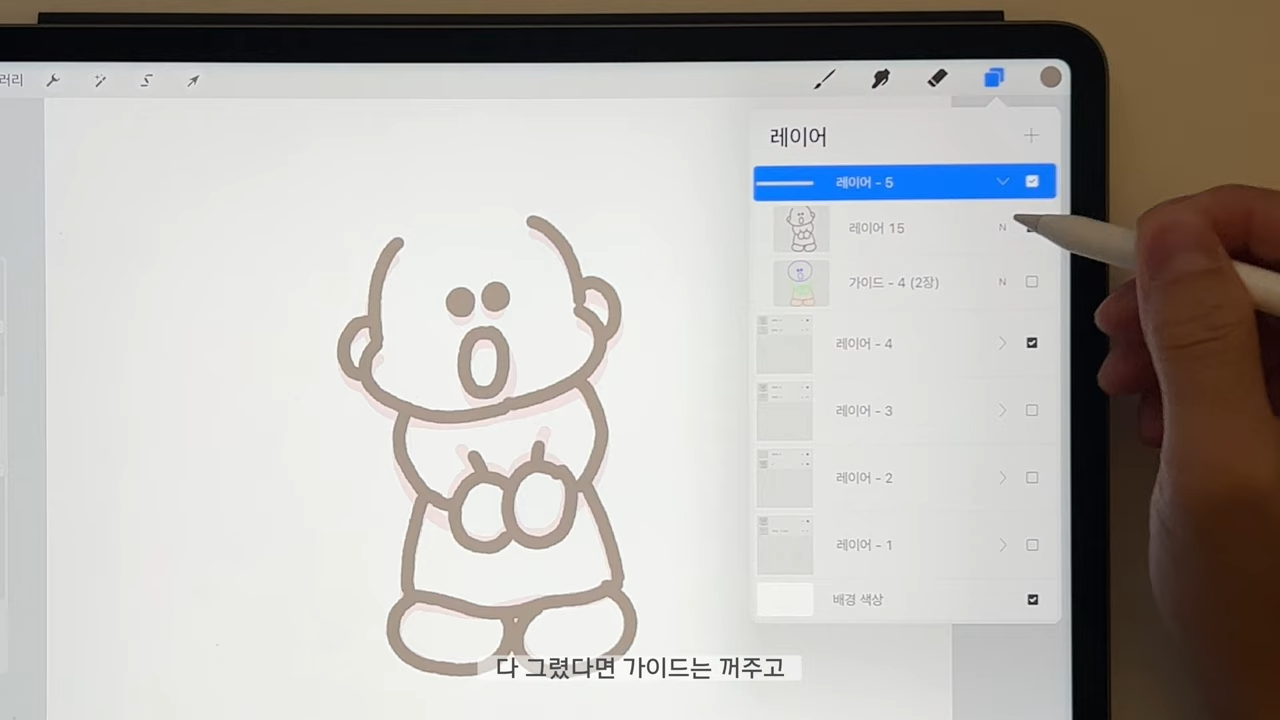 러리
레이어
레이어 - 5
레이어 15 N
가이드 - 4 (2장) N
레이어 - 4
레이어 - 3
레이어 - 2
레이어 - 1
배경 색상
다 그렸다면 가이드는 꺼주고